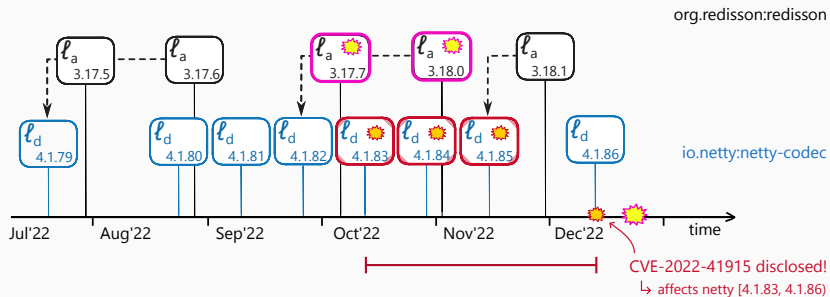 org.redisson:redisson
ℓa 3.17.5
ℓa 3.17.6
ℓa 3.17.7
ℓa 3.18.0
ℓa 3.18.1
ℓd 4.1.79
ℓd 4.1.80
ℓd 4.1.81
ℓd 4.1.82
ℓd 4.1.83
ℓd 4.1.84
ℓd 4.1.85
ℓd 4.1.86
io.netty:netty-codec
Jul'22 Aug'22 Sep'22 Oct'22 Nov'22 Dec'22 time
CVE-2022-41915 disclosed!
↳ affects netty [4.1.83, 4.1.86)